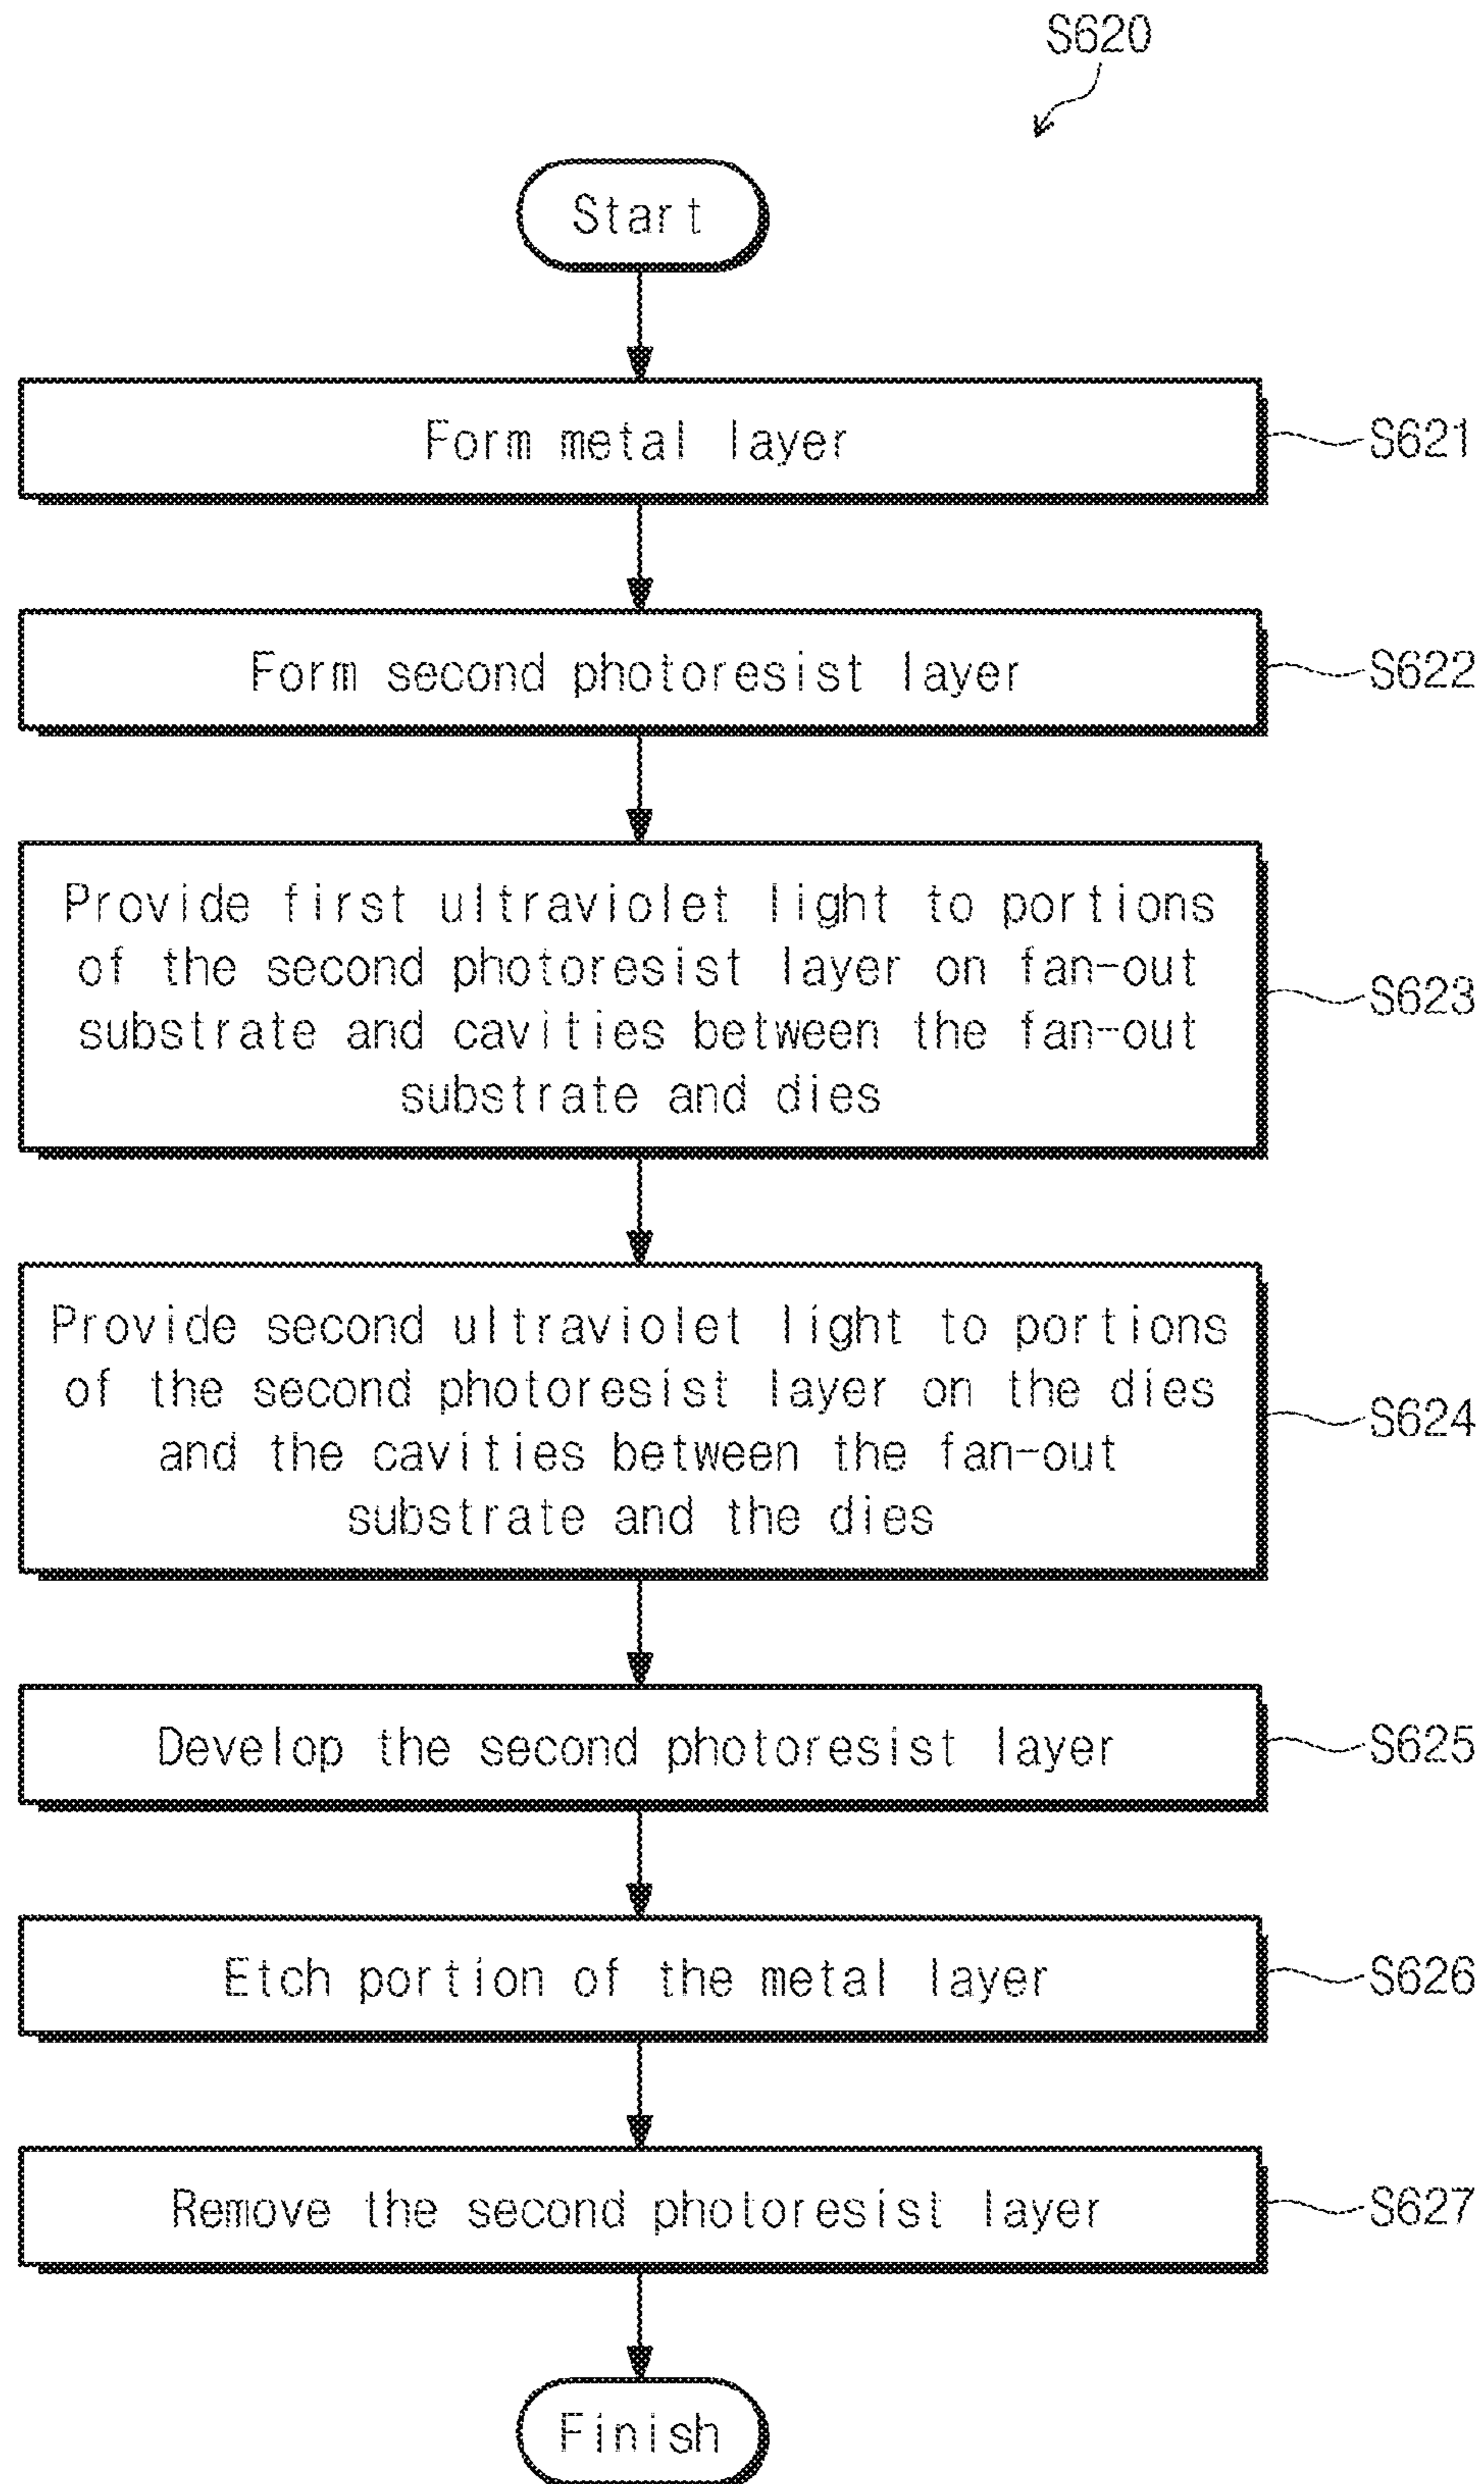 S620
Start
Form metal layer
S621
Form second photoresist layer
S622
Provide first ultraviolet light to portions
of the second photoresist layer on fan-out
substrate and cavities between the fan-out
substrate and dies
S623
Provide second ultraviolet light to portions
of the second photoresist layer on the dies
and the cavities between the fan-out
substrate and the dies
S624
Develop the second photoresist layer
S625
Etch portion of the metal layer
S626
Remove the second photoresist layer
S627
Finish